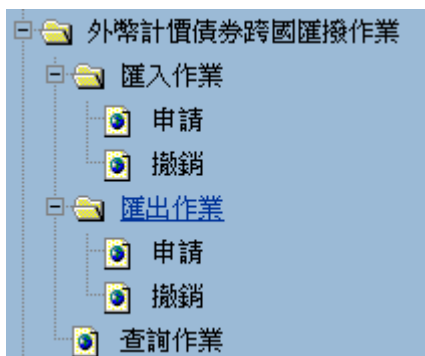 外幣計價債券跨國匯撥作業
匯入作業
申請
撤銷
匯出作業
申請
撤銷
查詢作業